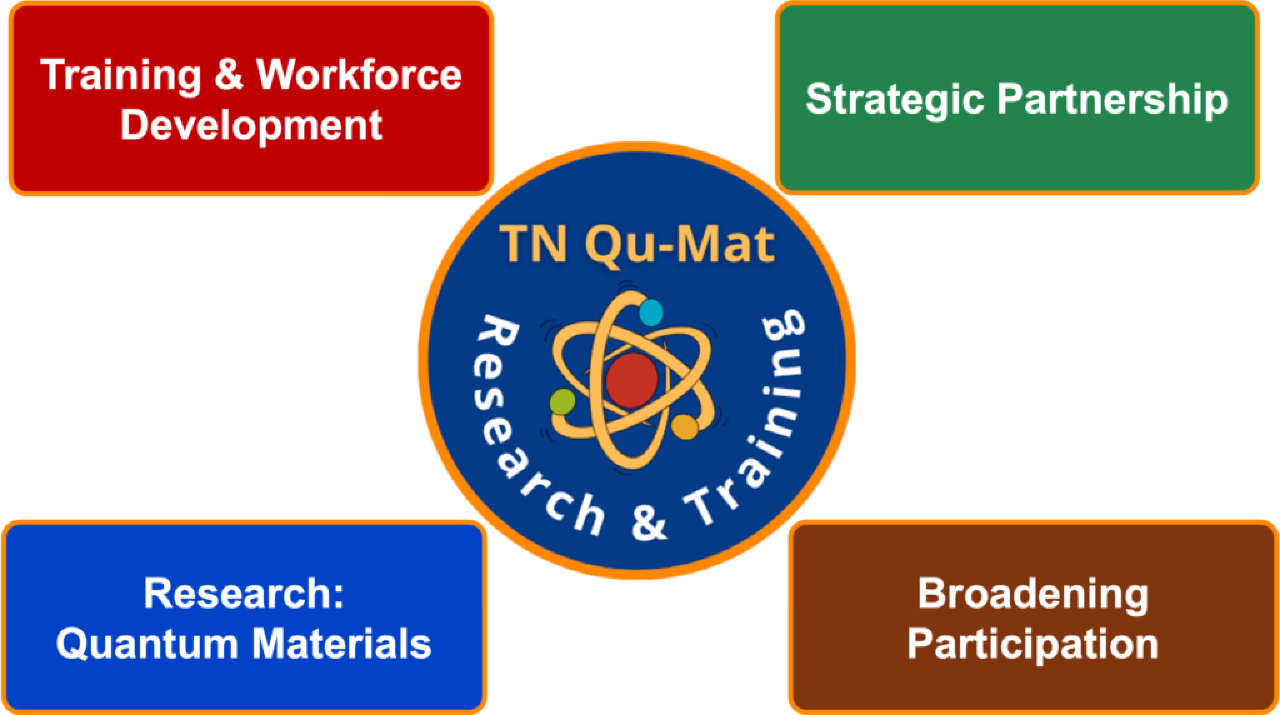 Training & Workforce
Development
Strategic Partnership
TN Qu-Mat
Research & Training
Research:
Quantum Materials
Broadening
Participation